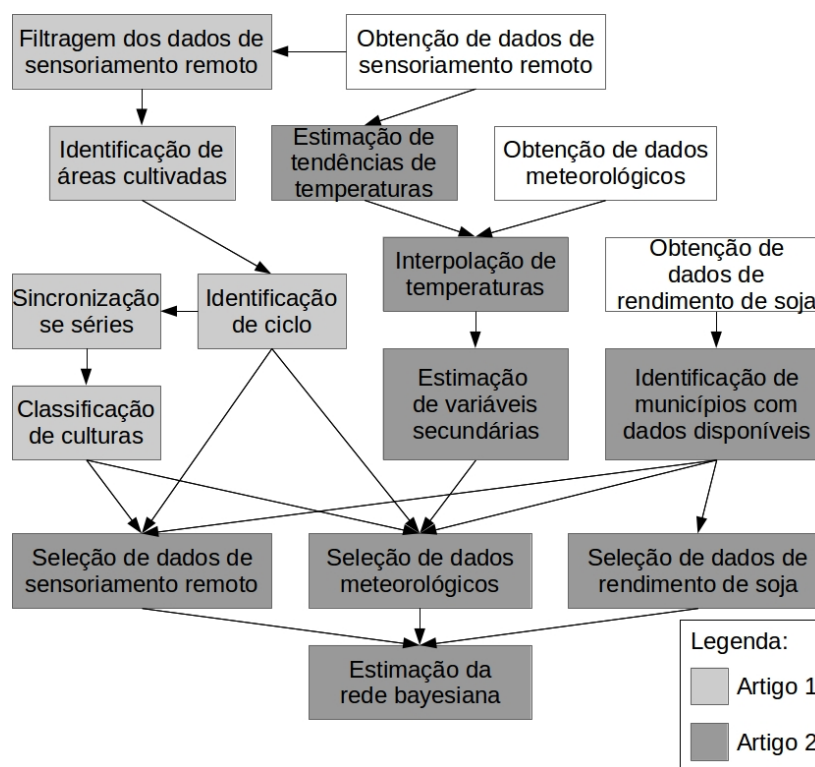 Filtragem dos dados de
sensoriamento remoto
Obtenção de dados de
sensoriamento remoto
Identificação de
áreas cultivadas
Estimação de
tendências de
temperaturas
Obtenção de dados
meteorológicos
Sincronização
se séries
Identificação
de ciclo
Interpolação de
temperaturas
Obtenção de
dados de
rendimento de soja
Classificação
de culturas
Estimação
de variáveis
secundárias
Identificação de
municípios com
dados disponíveis
Seleção de dados de
sensoriamento remoto
Seleção de dados
meteorológicos
Seleção de dados de
rendimento de soja
Estimação da
rede bayesiana
Legenda:
Artigo 1
Artigo 2